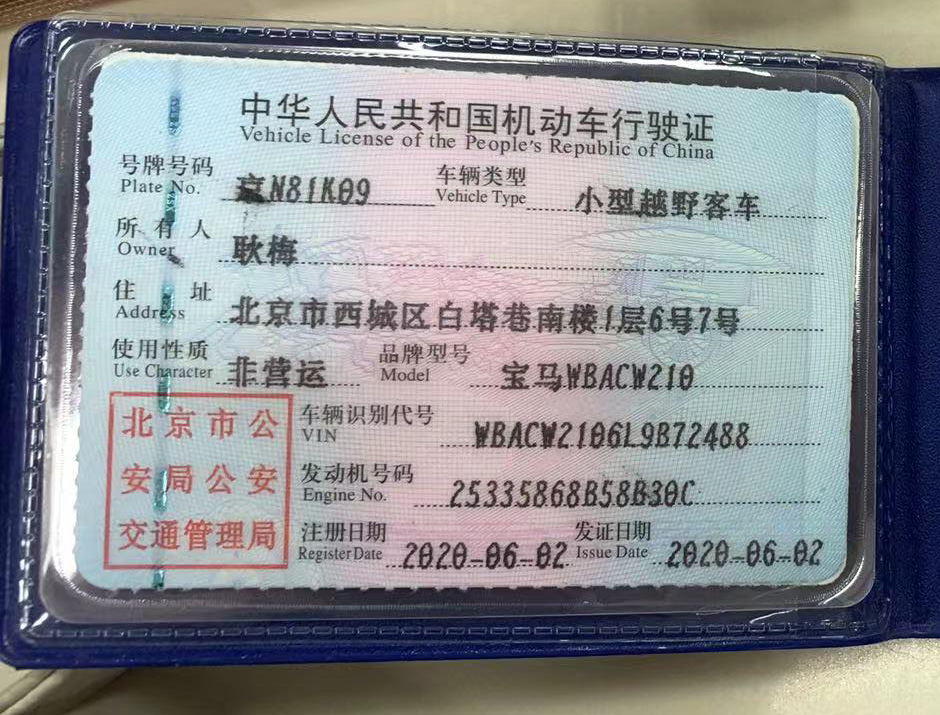 中华人民共和国机动车行驶证
Vehicle License of the People's Republic of China
号牌号码 京N81K09 车辆类型 小型越野客车
Plate No. Vehicle Type
所有人 耿梅
Owner
住址 北京市西城区白塔巷南楼1层6号7号
Address
使用性质 非营运 品牌型号 宝马WBACW210
Use Character Model
北京市公安局公安交通管理局
车辆识别代号 WBACW2106L9B72488
VIN
发动机号码 25335868B58B30C
Engine No.
注册日期 2020-06-02 发证日期 2020-06-02
Register Date Issue Date